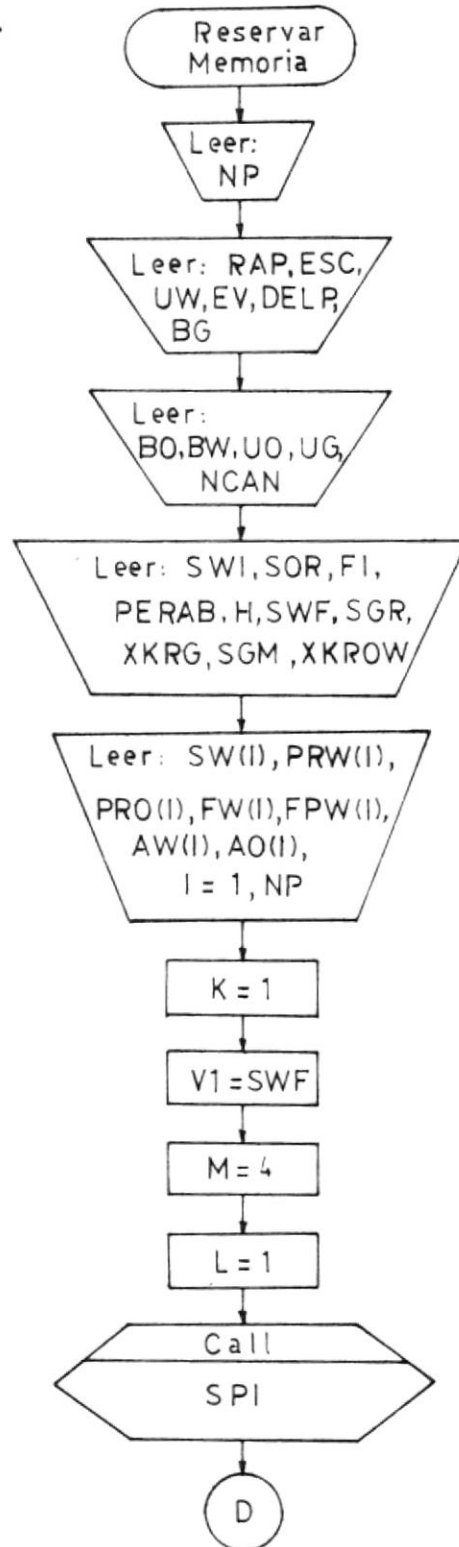 Reservar
Memoria
Leer:
NP
Leer: RAP,ESC,
UW,EV,DELP,
BG
Leer:
BO,BW,UO,UG,
NCAN
Leer: SWI,SOR,FI,
PERAB,H,SWF,SGR,
XKRG,SGM,XKROW
Leer: SW(I),PRW(I),
PRO(I),FW(I),FPW(I),
AW(I),AO(I),
I=1,NP
K=1
V1=SWF
M=4
L=1
Call
SPI
D